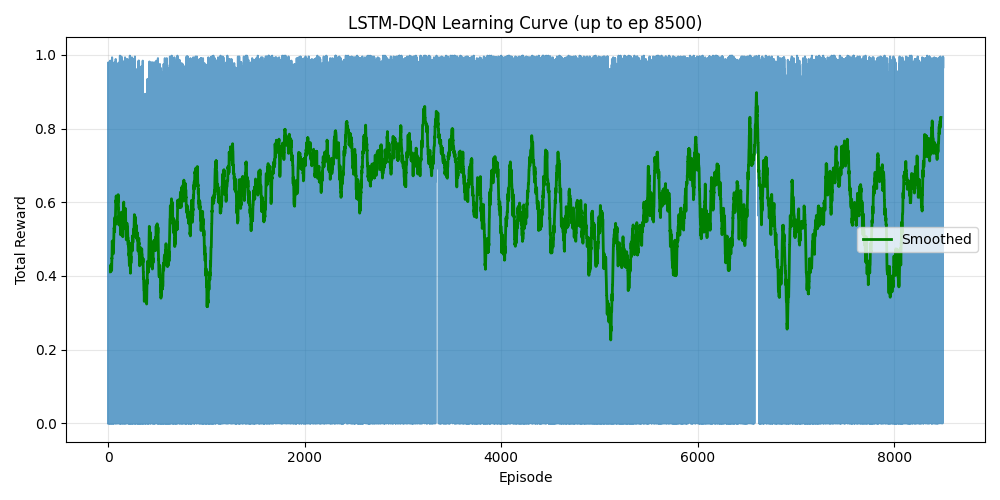 LSTM-DQN Learning Curve (up to ep 8500)
1.0
0.8
0.6
0.4
0.2
0.0
Total Reward
Smoothed
0 2000 4000 6000 8000
Episode